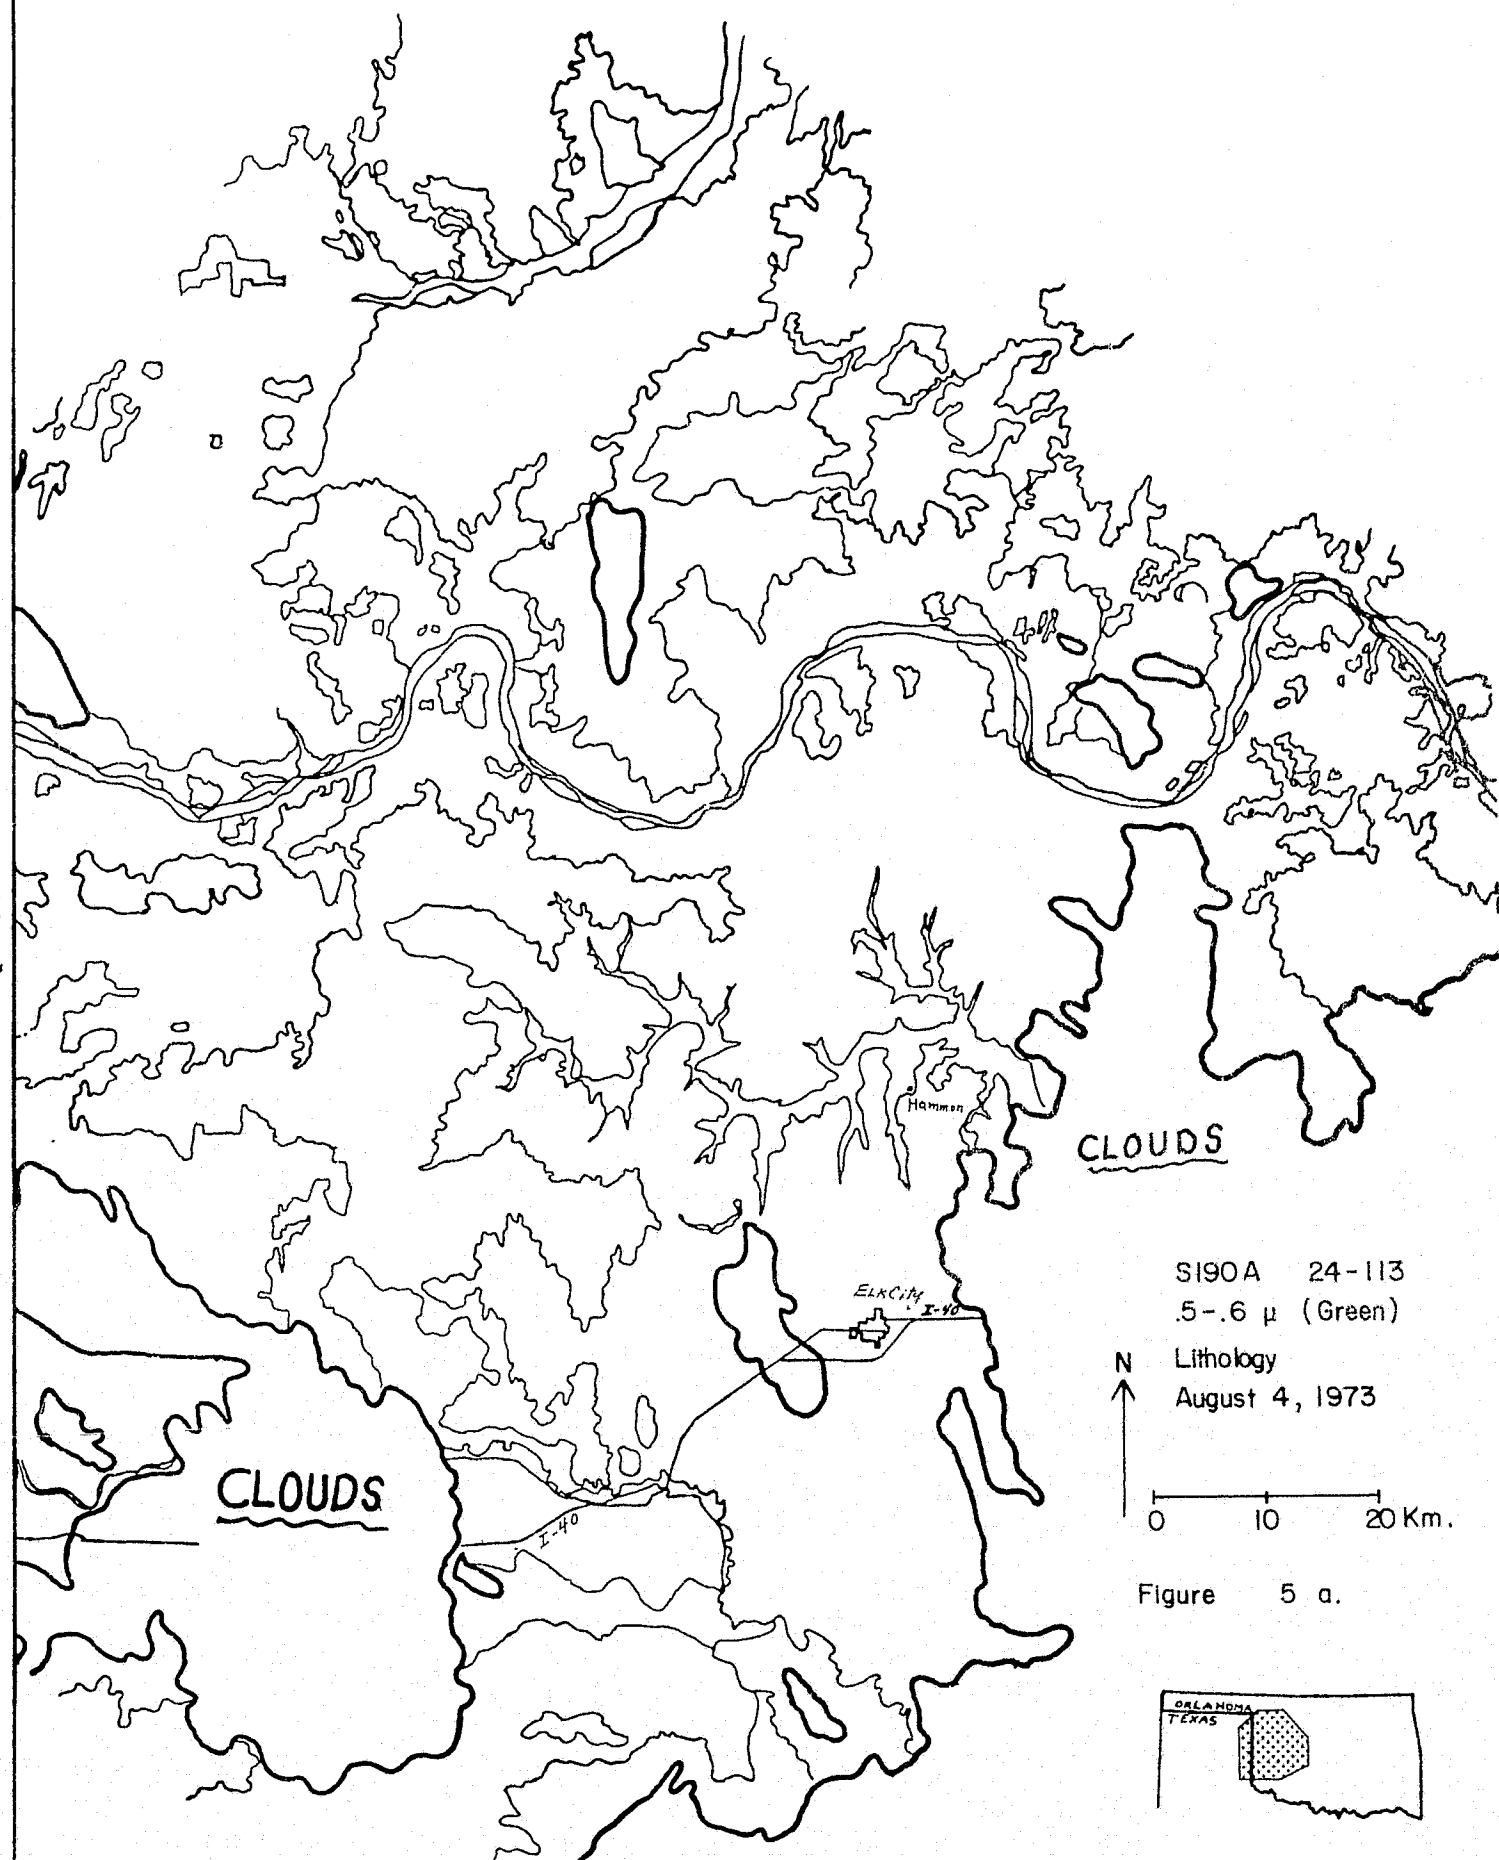 Hammon
CLOUDS
S190A 24-113
.5-.6 µ (Green)
Elk City
I-40
N
Lithology
August 4, 1973
CLOUDS
0 10 20 Km.
I-40
Figure 5 a.
ORLAHOMA
TEXAS